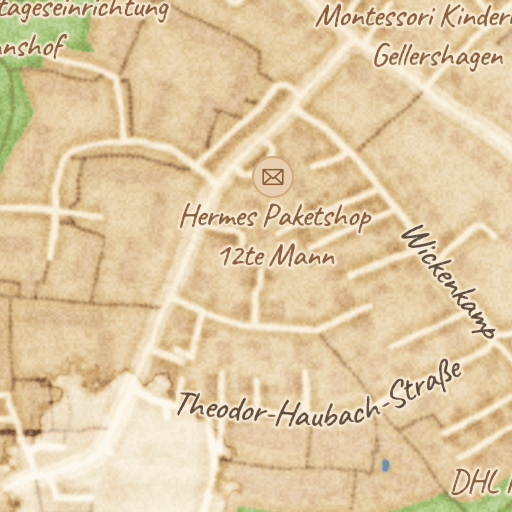 tageseinrichtung
Montessori Kinder
Gellershagen
Hermes Paketshop
12te Mann
Wickenkamp
Theodor-Haubach-Straße
DHL